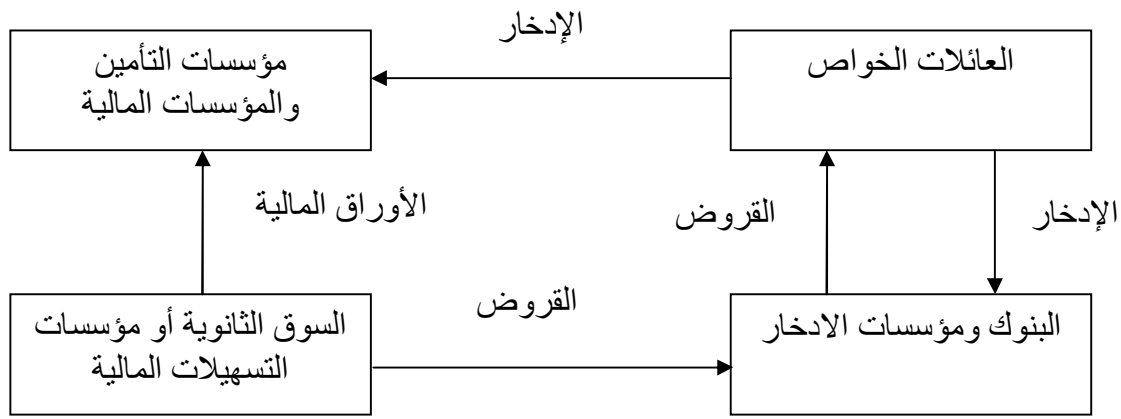 الإدخار
العائلات الخواص
مؤسسات التأمين
والمؤسسات المالية
الإدخار
القروض
الأوراق المالية
القروض
البنوك ومؤسسات الادخار
السوق الثانوية أو مؤسسات
التسهيلات المالية